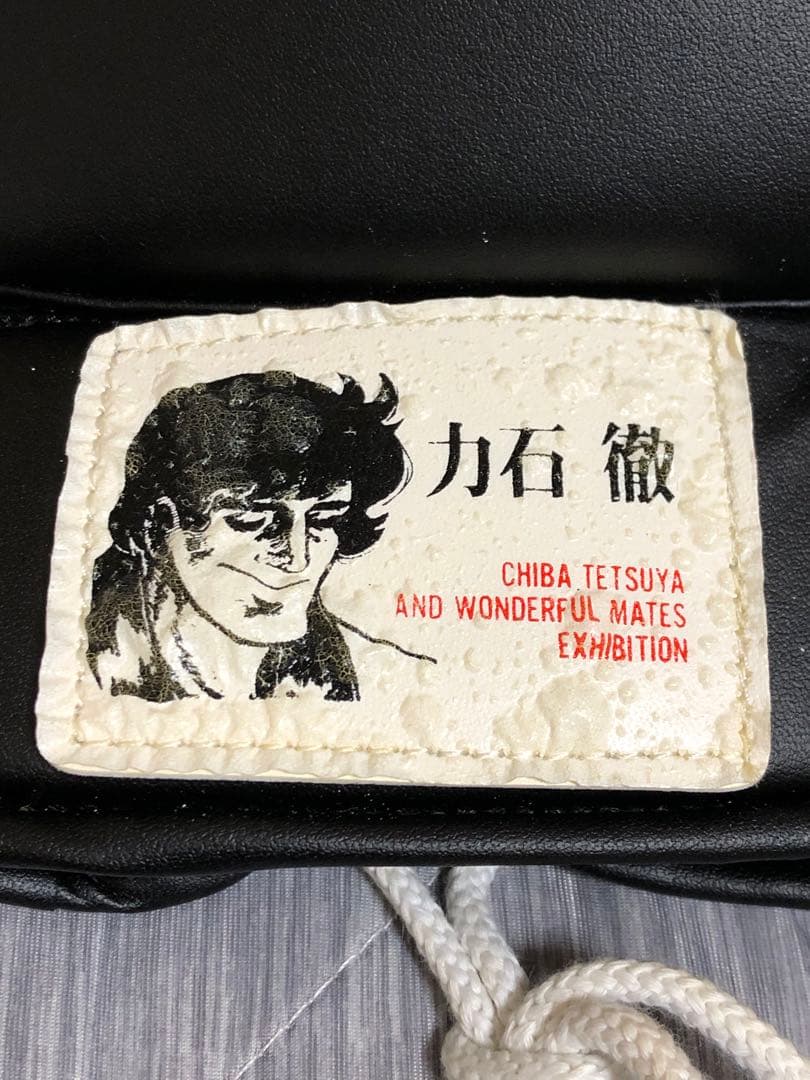 力石 徹
CHIBA TETSUYA
AND WONDERFUL MATES
EXHIBITION